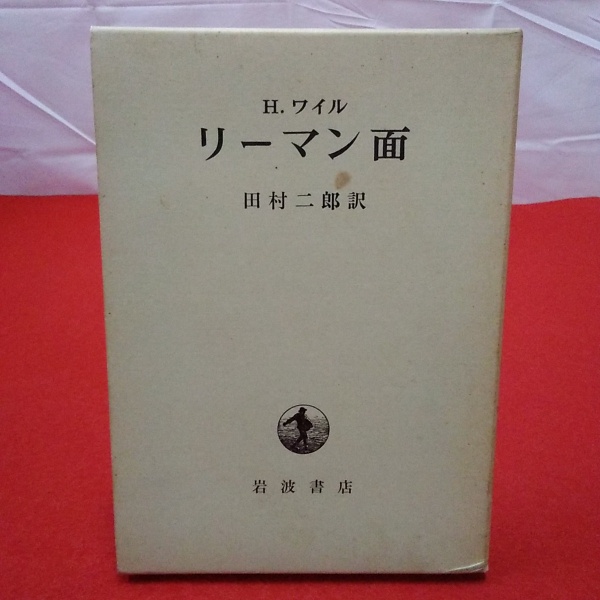 H. ワイル
リーマン面
田村二郎訳
岩波書店